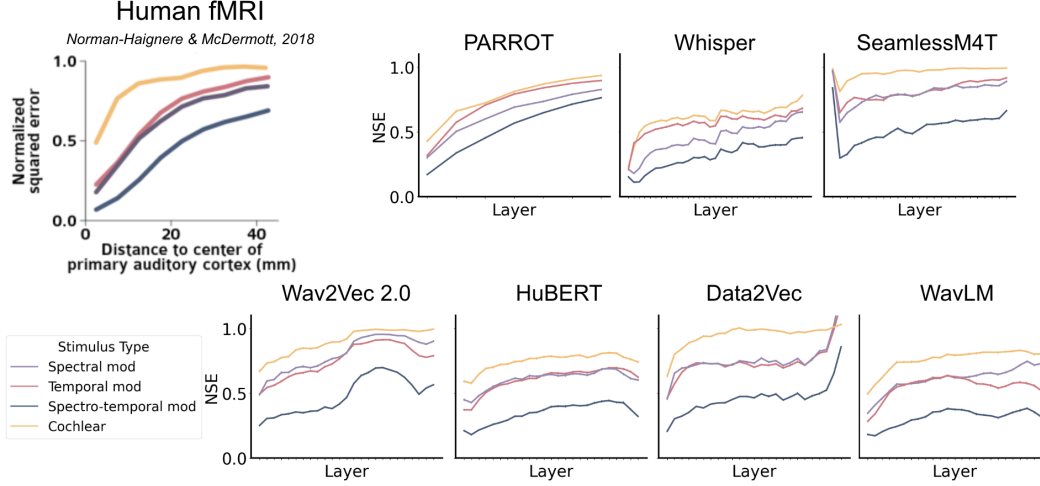 Human fMRI
Norman-Haignere & McDermott, 2018
Normalized
squared error
1.0
0.5
0.0
0
20
40
Distance to center of
primary auditory cortex (mm)
PARROT
Whisper
SeamlessM4T
NSE
1.0
0.5
0.0
Layer
Layer
Layer
Wav2Vec 2.0
HuBERT
Data2Vec
WavLM
Stimulus Type
Spectral mod
Temporal mod
Spectro-temporal mod
Cochlear
NSE
1.0
0.5
0.0
Layer
Layer
Layer
Layer